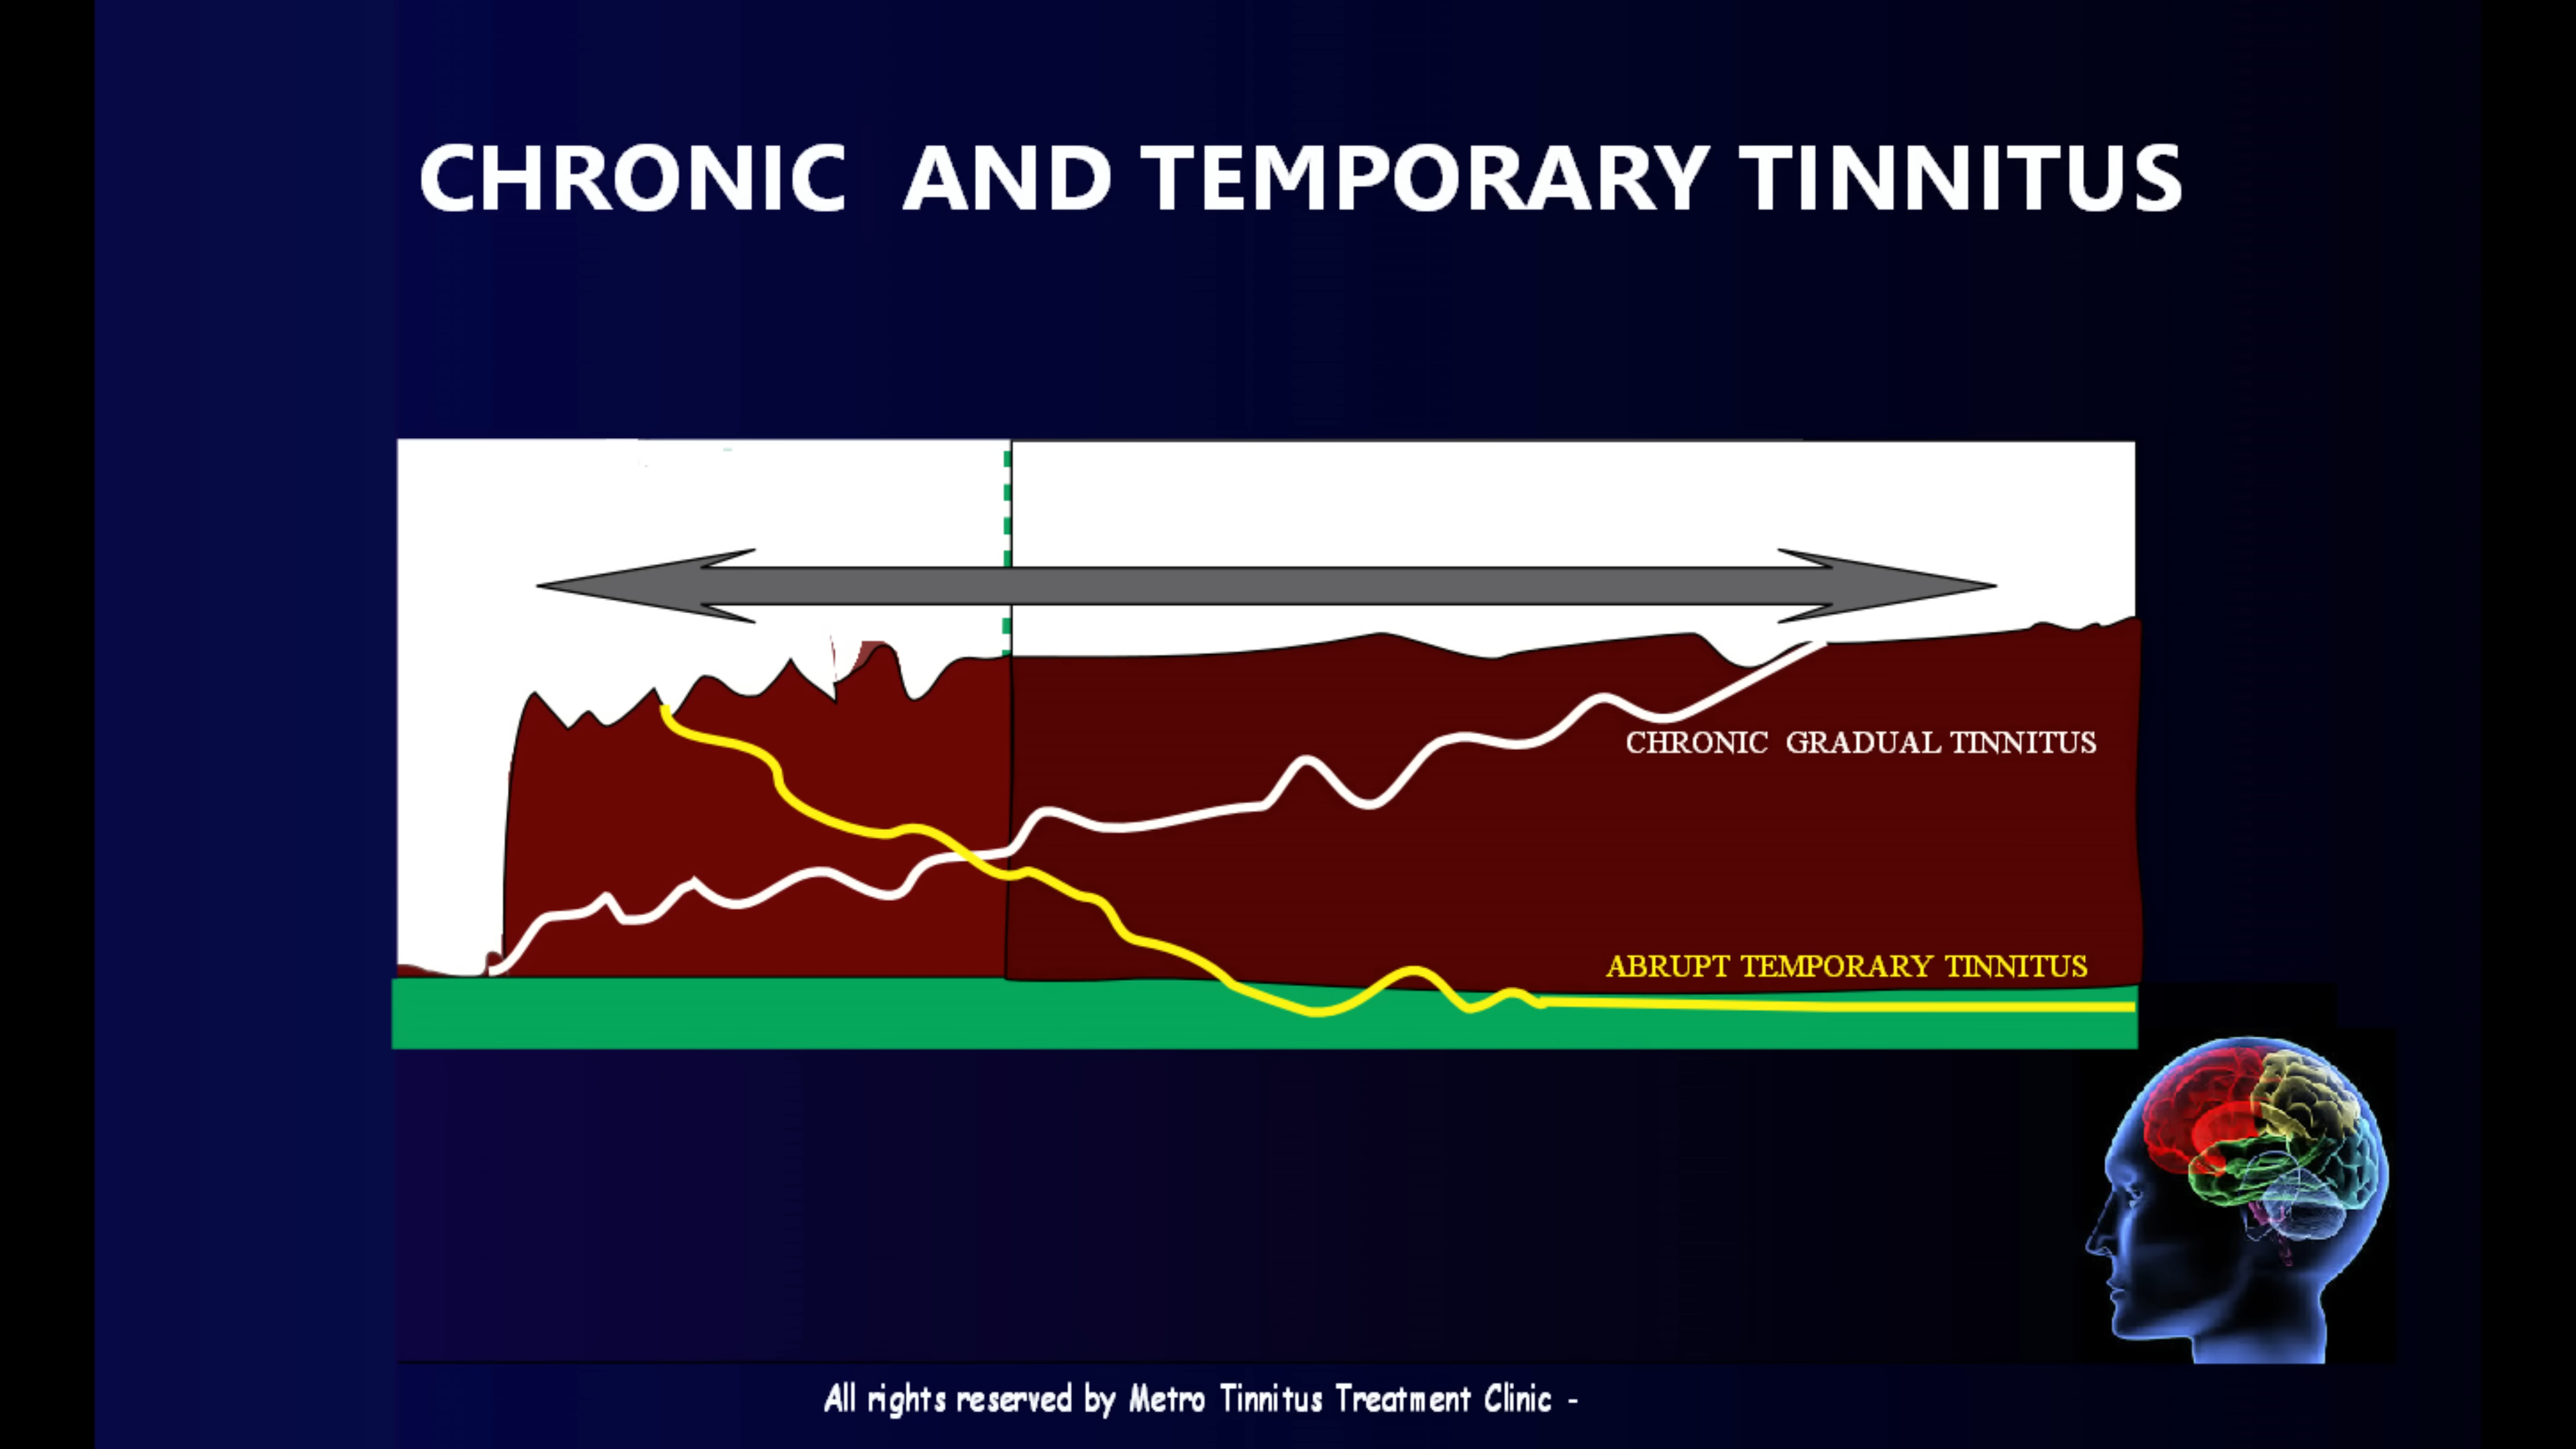 CHRONIC AND TEMPORARY TINNITUS
CHRONIC GRADUAL TINNITUS
ABRUPT TEMPORARY TINNITUS
All rights reserved by Metro Tinnitus Treatment Clinic -